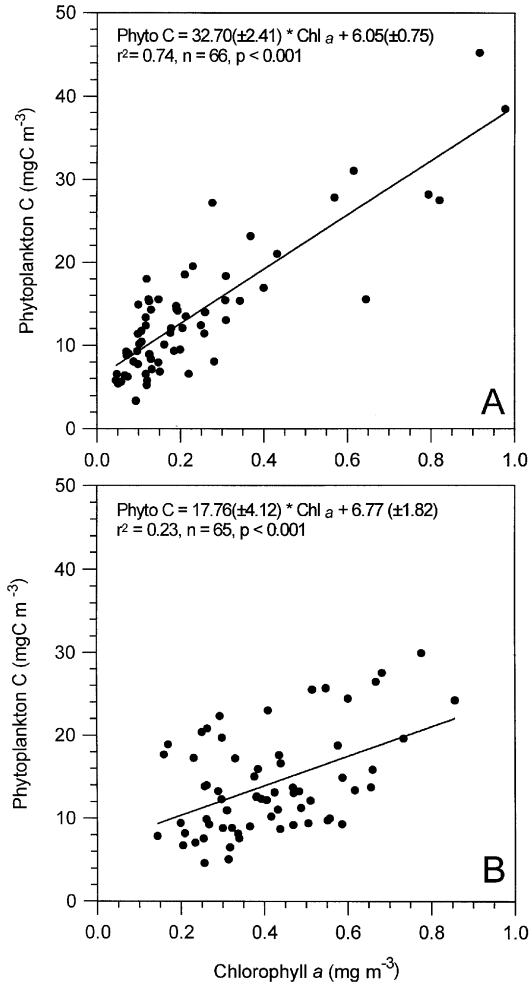 50
Phyto C = 32.70(±2.41) * Chl a + 6.05(±0.75)
r² = 0.74, n = 66, p < 0.001
40
30
20
10
0
Phytoplankton C (mgC m⁻³)
A
0.0 0.2 0.4 0.6 0.8 1.0
50
Phyto C = 17.76(±4.12) * Chl a + 6.77 (±1.82)
r² = 0.23, n = 65, p < 0.001
40
30
20
10
0
Phytoplankton C (mgC m⁻³)
B
0.0 0.2 0.4 0.6 0.8 1.0
Chlorophyll a (mg m⁻³)